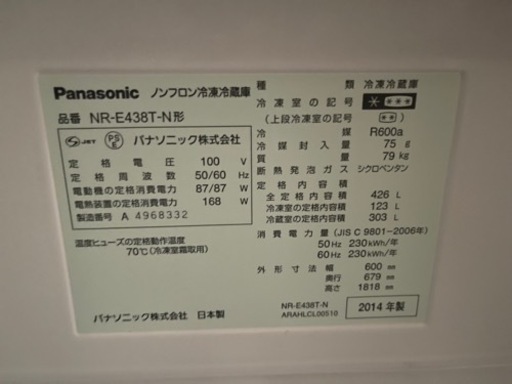 Panasonic ノンフロン冷凍冷蔵庫
品番 NR-E438T-N形
JET PSE パナソニック株式会社
定格電圧 100 V
定格周波数 50/60 Hz
電動機の定格消費電力 87/87 W
電熱装置の定格消費電力 168 W
製造番号 A 4968332
温度ヒューズの定格動作温度
70℃(冷凍室霜取用)
パナソニック株式会社 日本製
種類 冷凍冷蔵庫
冷凍室の記号 * ***
(上段冷凍室の記号) **
冷媒 R600a
冷媒封入量 75 g
質量 79 kg
断熱発泡ガス シクロペンタン
定格内容積
全定格内容積 426 L
冷凍室の定格内容積 123 L
冷蔵室の定格内容積 303 L
消費電力量(JIS C 9801-2006年)
50Hz 230kWh/年
60Hz 230kWh/年
外形寸法 幅 600 mm
奥行 679 mm
高さ 1818 mm
NR-E438T-N
ARAHLCL00510
2014 年製